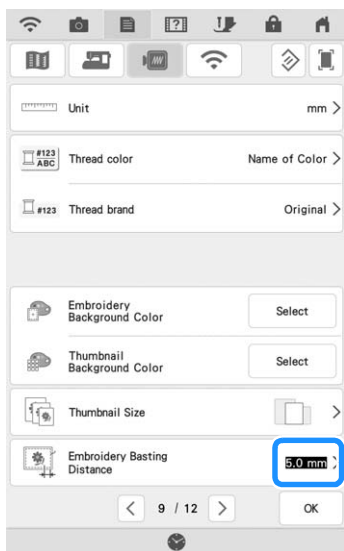 ?
Unit mm >
#123
ABC
Thread color Name of Color >
#123 Thread brand Original >
Embroidery
Background Color
Select
Thumbnail
Background Color
Select
Thumbnail Size >
Embroidery Basting
Distance
5.0 mm >
< 9 / 12 > OK